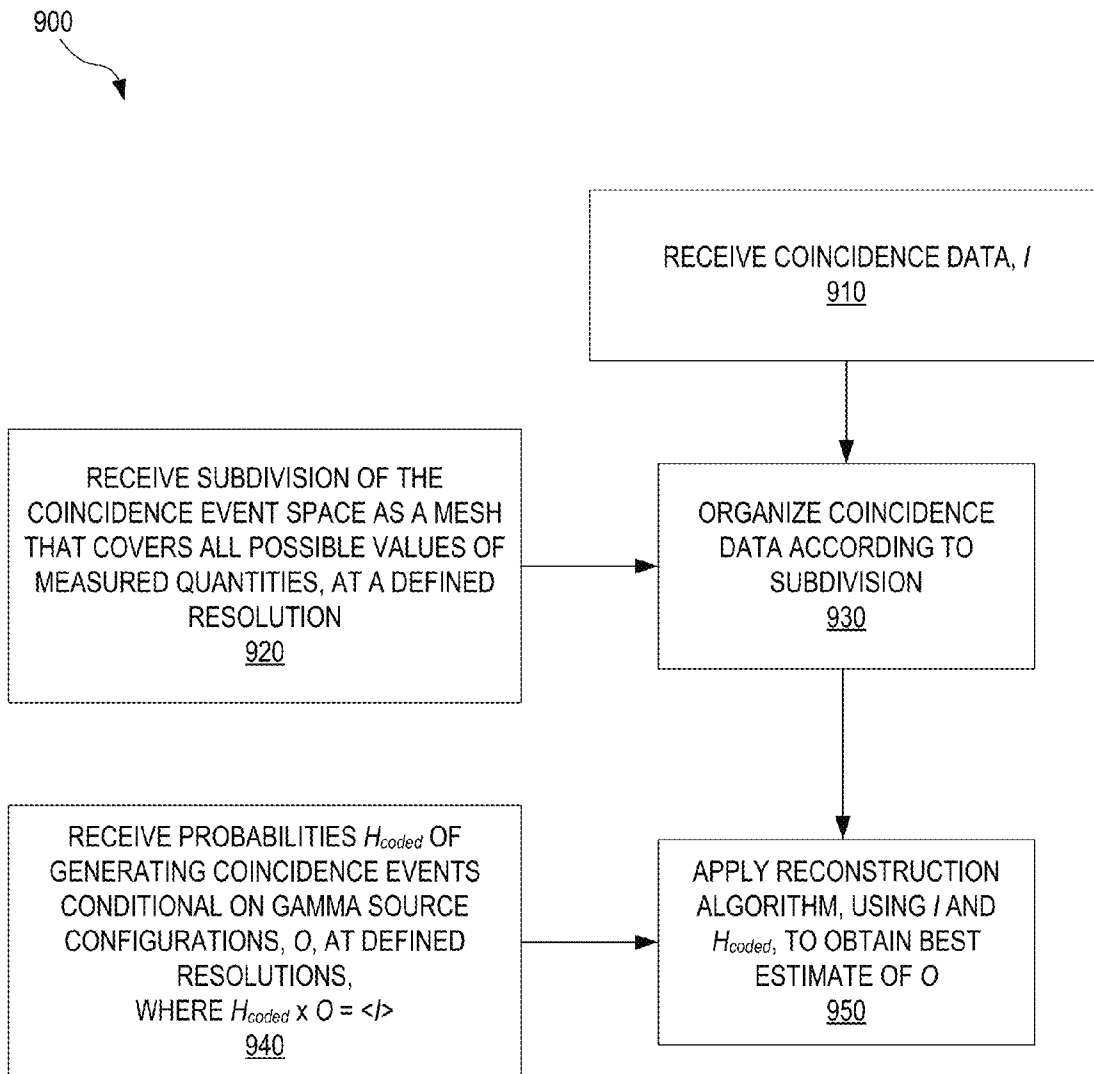 900
RECEIVE COINCIDENCE DATA, I
910
RECEIVE SUBDIVISION OF THE
COINCIDENCE EVENT SPACE AS A MESH
THAT COVERS ALL POSSIBLE VALUES OF
MEASURED QUANTITIES, AT A DEFINED
RESOLUTION
920
ORGANIZE COINCIDENCE
DATA ACCORDING TO
SUBDIVISION
930
RECEIVE PROBABILITIES Hcoded OF
GENERATING COINCIDENCE EVENTS
CONDITIONAL ON GAMMA SOURCE
CONFIGURATIONS, O, AT DEFINED
RESOLUTIONS,
WHERE Hcoded x O = <I>
940
APPLY RECONSTRUCTION
ALGORITHM, USING I AND
Hcoded, TO OBTAIN BEST
ESTIMATE OF O
950